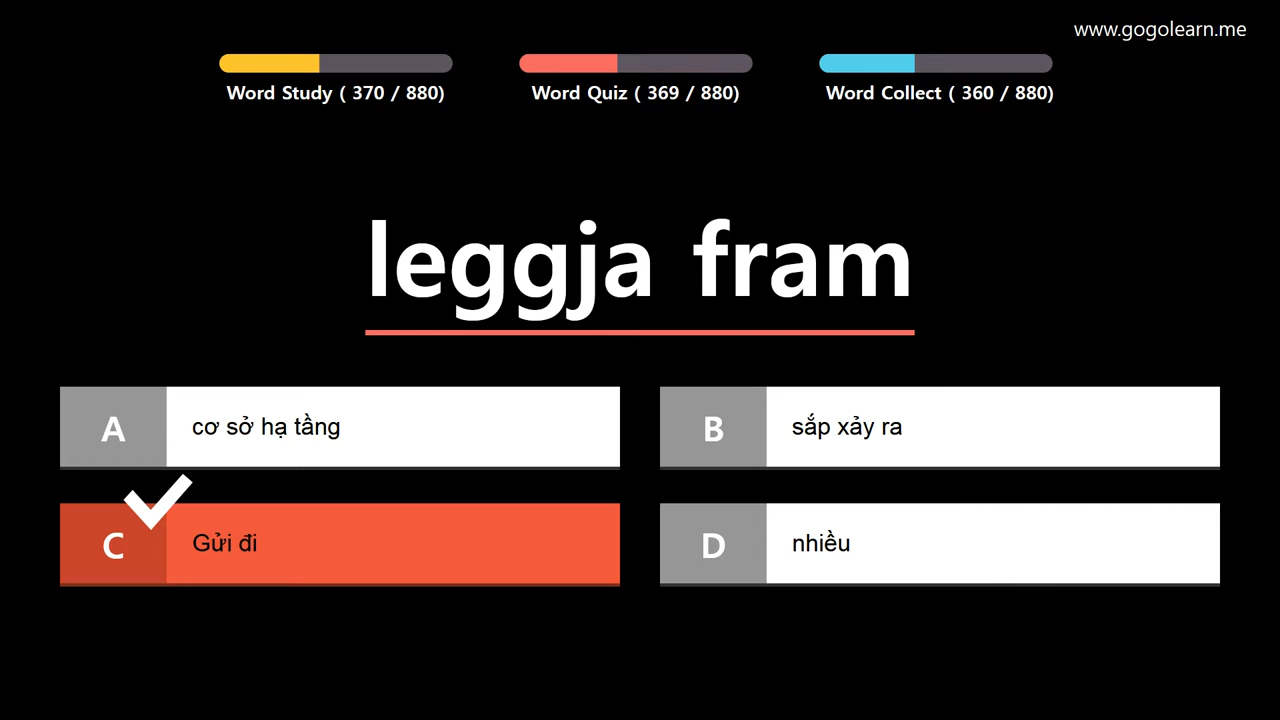 www.gogolearn.me
Word Study ( 370 / 880)
Word Quiz ( 369 / 880)
Word Collect ( 360 / 880)
leggja fram
A
cơ sở hạ tầng
B
sắp xảy ra
C
Gửi đi
D
nhiều